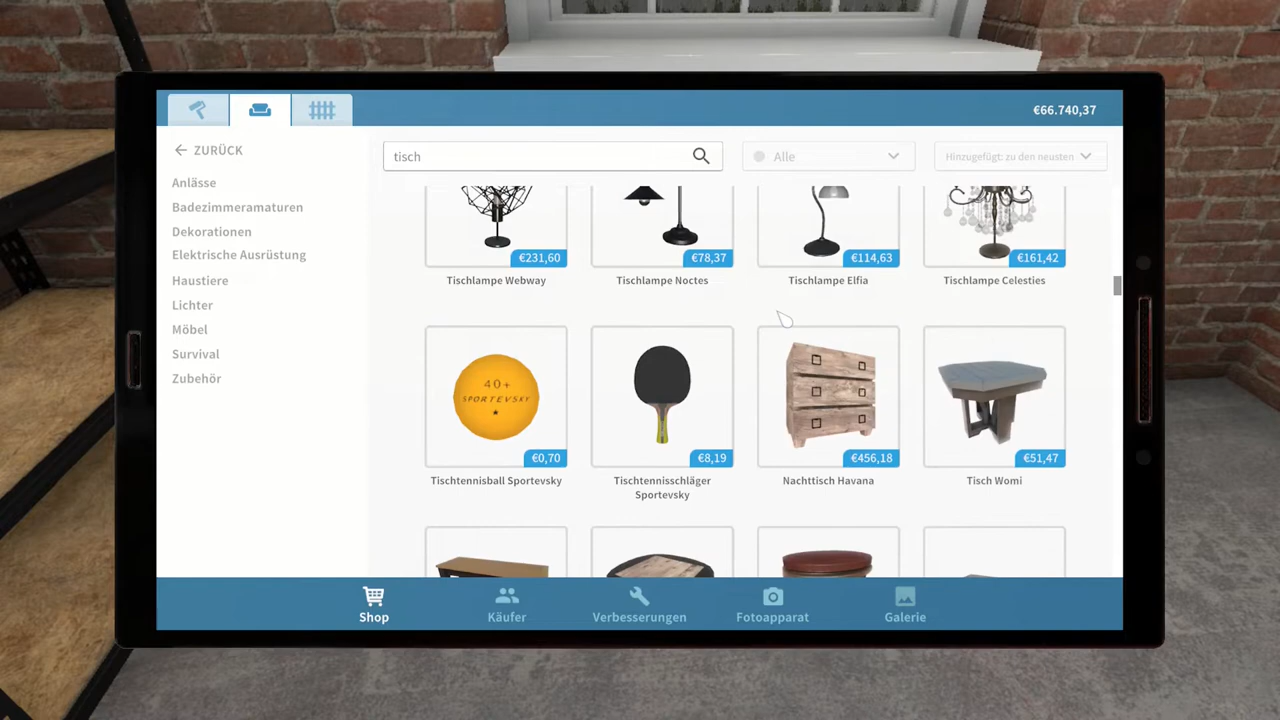 €66.740,37
ZURÜCK
tisch
Alle
Hinzugefügt: zu den neusten
Anlässe
Badezimmeramaturen
Dekorationen
Elektrische Ausrüstung
Haustiere
Lichter
Möbel
Survival
Zubehör
€231,60
€78,37
€114,63
€161,42
Tischlampe Webway
Tischlampe Noctes
Tischlampe Elfia
Tischlampe Celesties
40+
SPORTEVSKY
€0,70
€8,19
€456,18
€51,47
Tischtennisball Sportevsky
Tischtennisschläger
Sportevsky
Nachttisch Havana
Tisch Womi
Shop
Käufer
Verbesserungen
Fotoapparat
Galerie